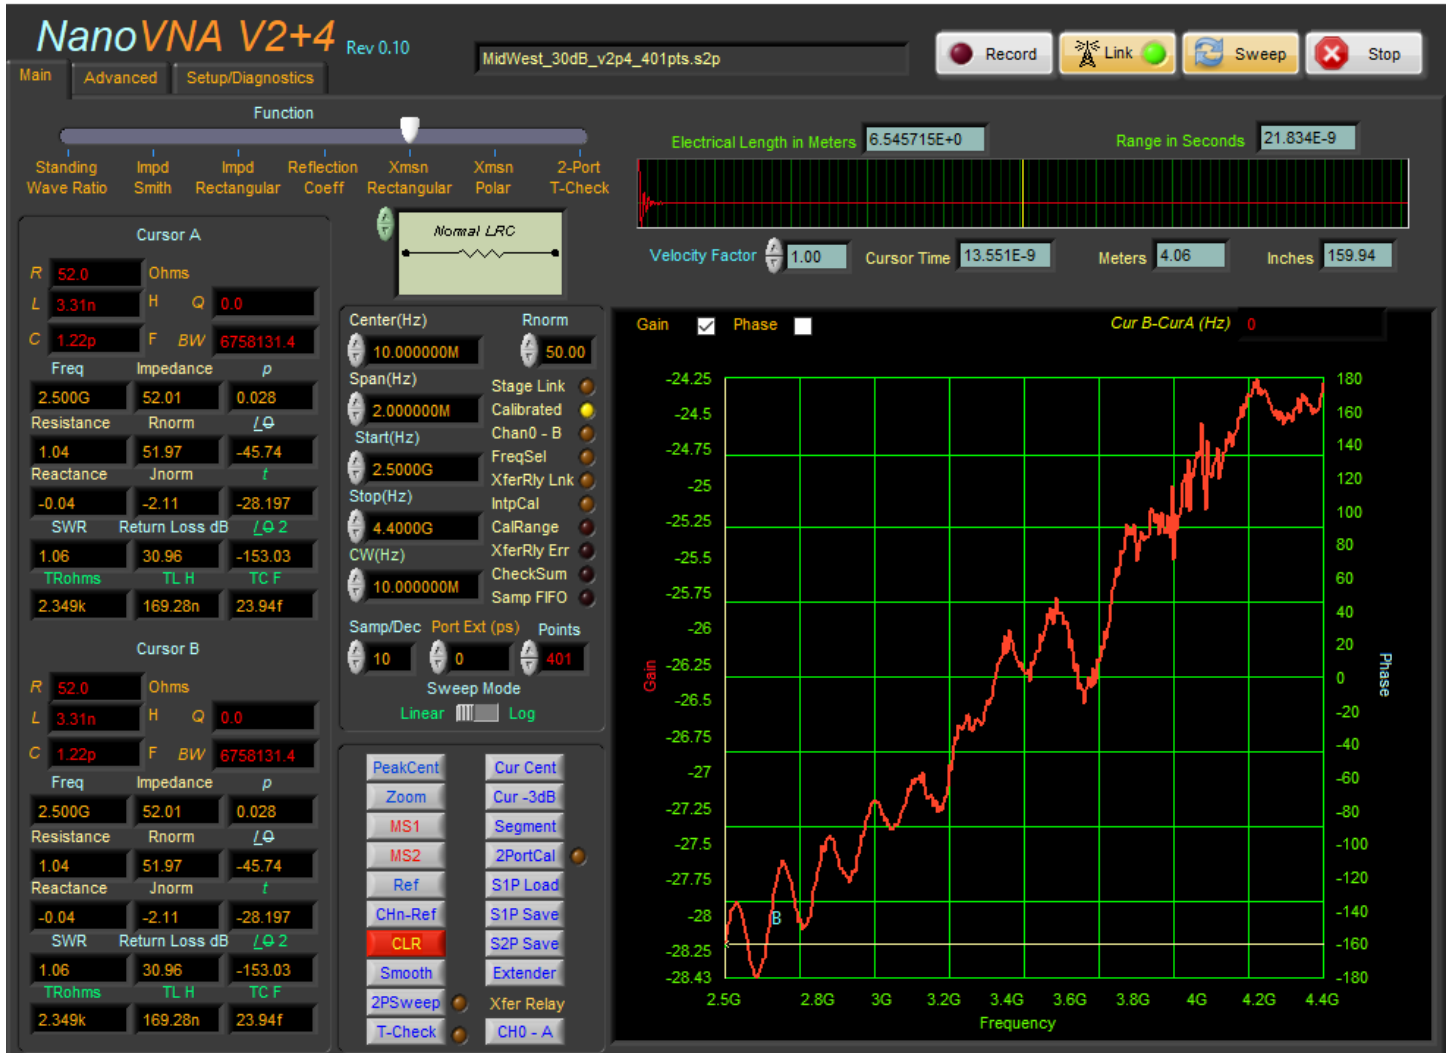 NanoVNA V2+4 Rev 0.10
MidWest_30dB_v2p4_401pts.s2p
Record Link Sweep Stop
Main Advanced Setup/Diagnostics
Function
Standing Wave Ratio
Impd Smith
Impd Rectangular
Reflection Coeff
Xmsn Rectangular
Xmsn Polar
2-Port T-Check
Electrical Length in Meters 6.545715E+0 Range in Seconds 21.834E-9
Velocity Factor 1.00 Cursor Time 13.551E-9 Meters 4.06 Inches 159.94
Normal LRC
Cursor A
R 52.0 Ohms
L 3.31n H Q 0.0
C 1.22p F BW 6758131.4
Freq Impedance p
2.500G 52.01 0.028
Resistance Rnorm /Θ
1.04 51.97 -45.74
Reactance Jnorm t
-0.04 -2.11 -28.197
SWR Return Loss dB /Θ 2
1.06 30.96 -153.03
TRohms TL H TC F
2.349k 169.28n 23.94f
Cursor B
R 52.0 Ohms
L 3.31n H Q 0.0
C 1.22p F BW 6758131.4
Freq Impedance p
2.500G 52.01 0.028
Resistance Rnorm /Θ
1.04 51.97 -45.74
Reactance Jnorm t
-0.04 -2.11 -28.197
SWR Return Loss dB /Θ 2
1.06 30.96 -153.03
TRohms TL H TC F
2.349k 169.28n 23.94f
Center(Hz) Rnorm
10.000000M 50.00
Span(Hz)
2.000000M
Start(Hz)
2.5000G
Stop(Hz)
4.4000G
CW(Hz)
10.000000M
Stage Link
Calibrated
Chan0 - B
FreqSel
XferRly Lnk
IntpCal
CalRange
XferRly Err
CheckSum
Samp FIFO
Samp/Dec Port Ext (ps) Points
10 0 401
Sweep Mode
Linear Log
PeakCent Cur Cent
Zoom Cur -3dB
MS1 Segment
MS2 2PortCal
Ref S1P Load
CHn-Ref S1P Save
CLR S2P Save
Smooth Extender
2PSweep Xfer Relay
T-Check CH0 - A
Gain Phase Cur B-CurA (Hz) 0
-24.25
-24.5
-24.75
-25
-25.25
-25.5
-25.75
-26
-26.25
-26.5
-26.75
-27
-27.25
-27.5
-27.75
-28
-28.25
-28.43
Gain
B
180
160
140
120
100
80
60
40
20
0
-20
-40
-60
-80
-100
-120
-140
-160
-180
Phase
2.5G 2.8G 3G 3.2G 3.4G 3.6G 3.8G 4G 4.2G 4.4G
Frequency